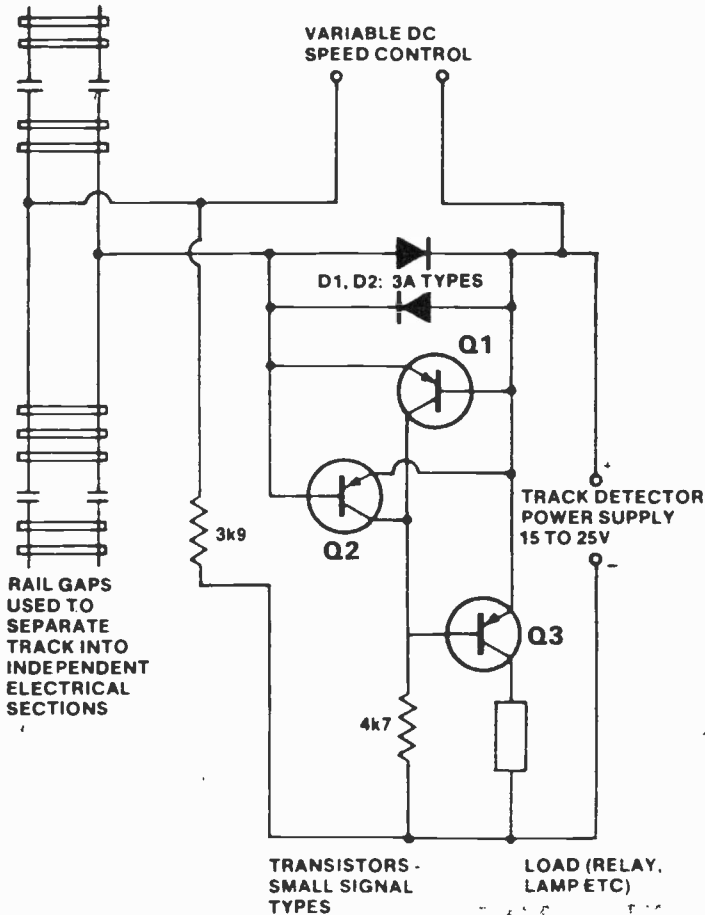 VARIABLE DC
SPEED CONTROL
D1, D2: 3A TYPES
Q1
Q2
3k9
+
TRACK DETECTOR
POWER SUPPLY
15 TO 25V
−
Q3
4k7
RAIL GAPS
USED TO
SEPARATE
TRACK INTO
INDEPENDENT
ELECTRICAL
SECTIONS
TRANSISTORS -
SMALL SIGNAL
TYPES
LOAD (RELAY,
LAMP ETC)